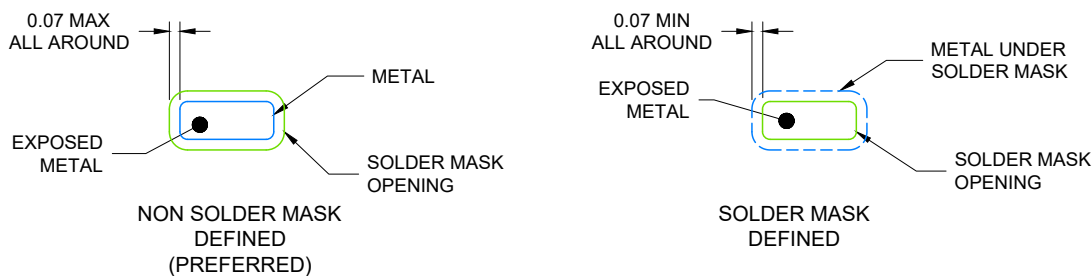 0.07 MAX
ALL AROUND
METAL
EXPOSED
METAL
SOLDER MASK
OPENING
NON SOLDER MASK
DEFINED
(PREFERRED)
0.07 MIN
ALL AROUND
METAL UNDER
SOLDER MASK
EXPOSED
METAL
SOLDER MASK
OPENING
SOLDER MASK
DEFINED